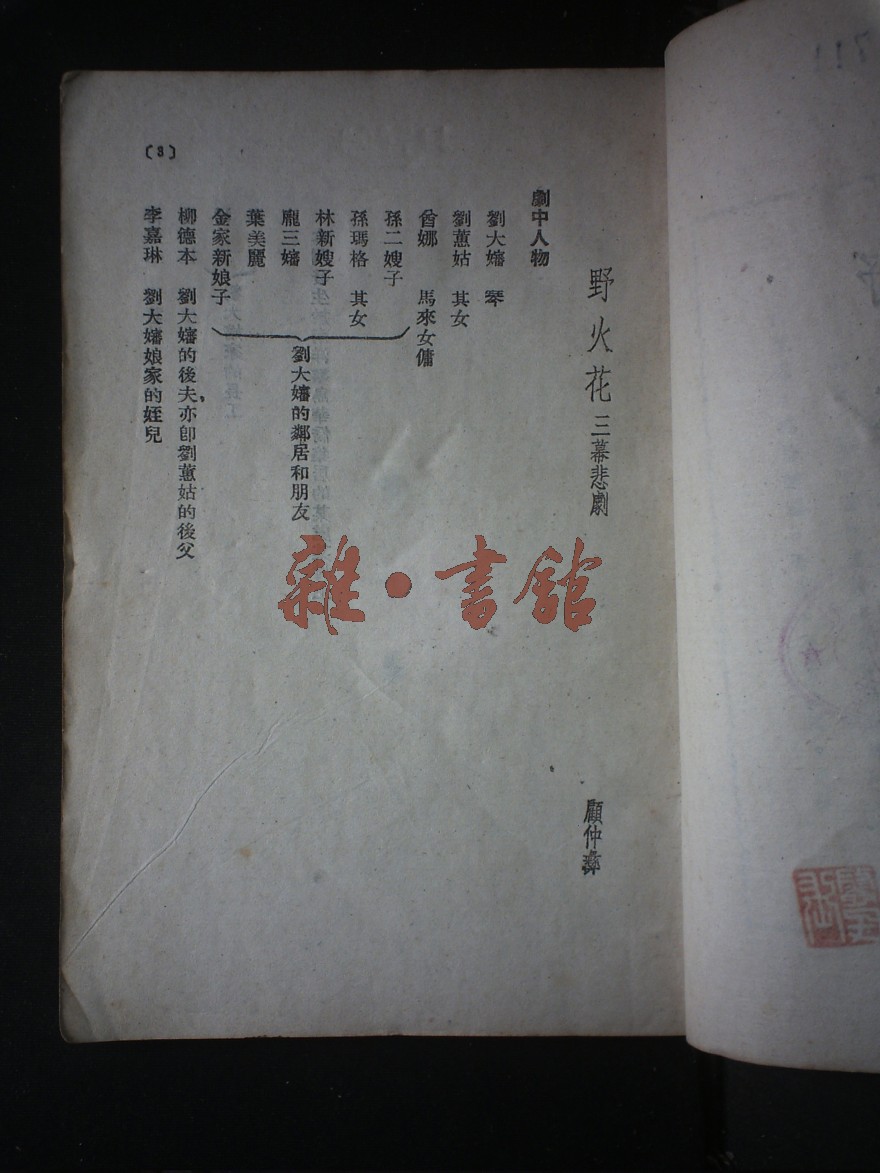 野火花 三幕悲劇
顧仲彝
劇中人物
劉大嬸 琴
劉蕙姑 其女
曾娜 馬來女傭
孫二嫂子
孫瑪格 其女
林新嫂子
龐三嬸
葉美麗
金家新娘子
劉大嬸的鄰居和朋友
柳德本 劉大嬸的後夫,亦即劉蕙姑的後父
李嘉琳 劉大嬸娘家的姪兒
(3)
雜·書館